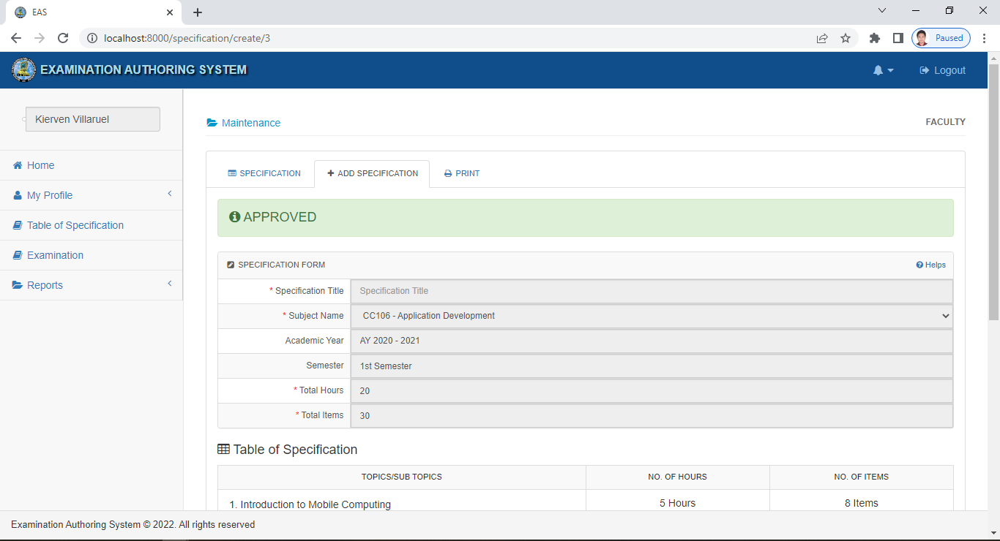 EAS
localhost:8000/specification/create/3
Paused
EXAMINATION AUTHORING SYSTEM
Logout
Kierven Villaruel
Maintenance
FACULTY
Home
My Profile
Table of Specification
Examination
Reports
SPECIFICATION
ADD SPECIFICATION
PRINT
APPROVED
SPECIFICATION FORM
Helps
* Specification Title
Specification Title
* Subject Name
CC106 - Application Development
Academic Year
AY 2020 - 2021
Semester
1st Semester
* Total Hours
20
* Total Items
30
Table of Specification
TOPICS/SUB TOPICS
NO. OF HOURS
NO. OF ITEMS
1. Introduction to Mobile Computing
5 Hours
8 Items
Examination Authoring System © 2022. All rights reserved